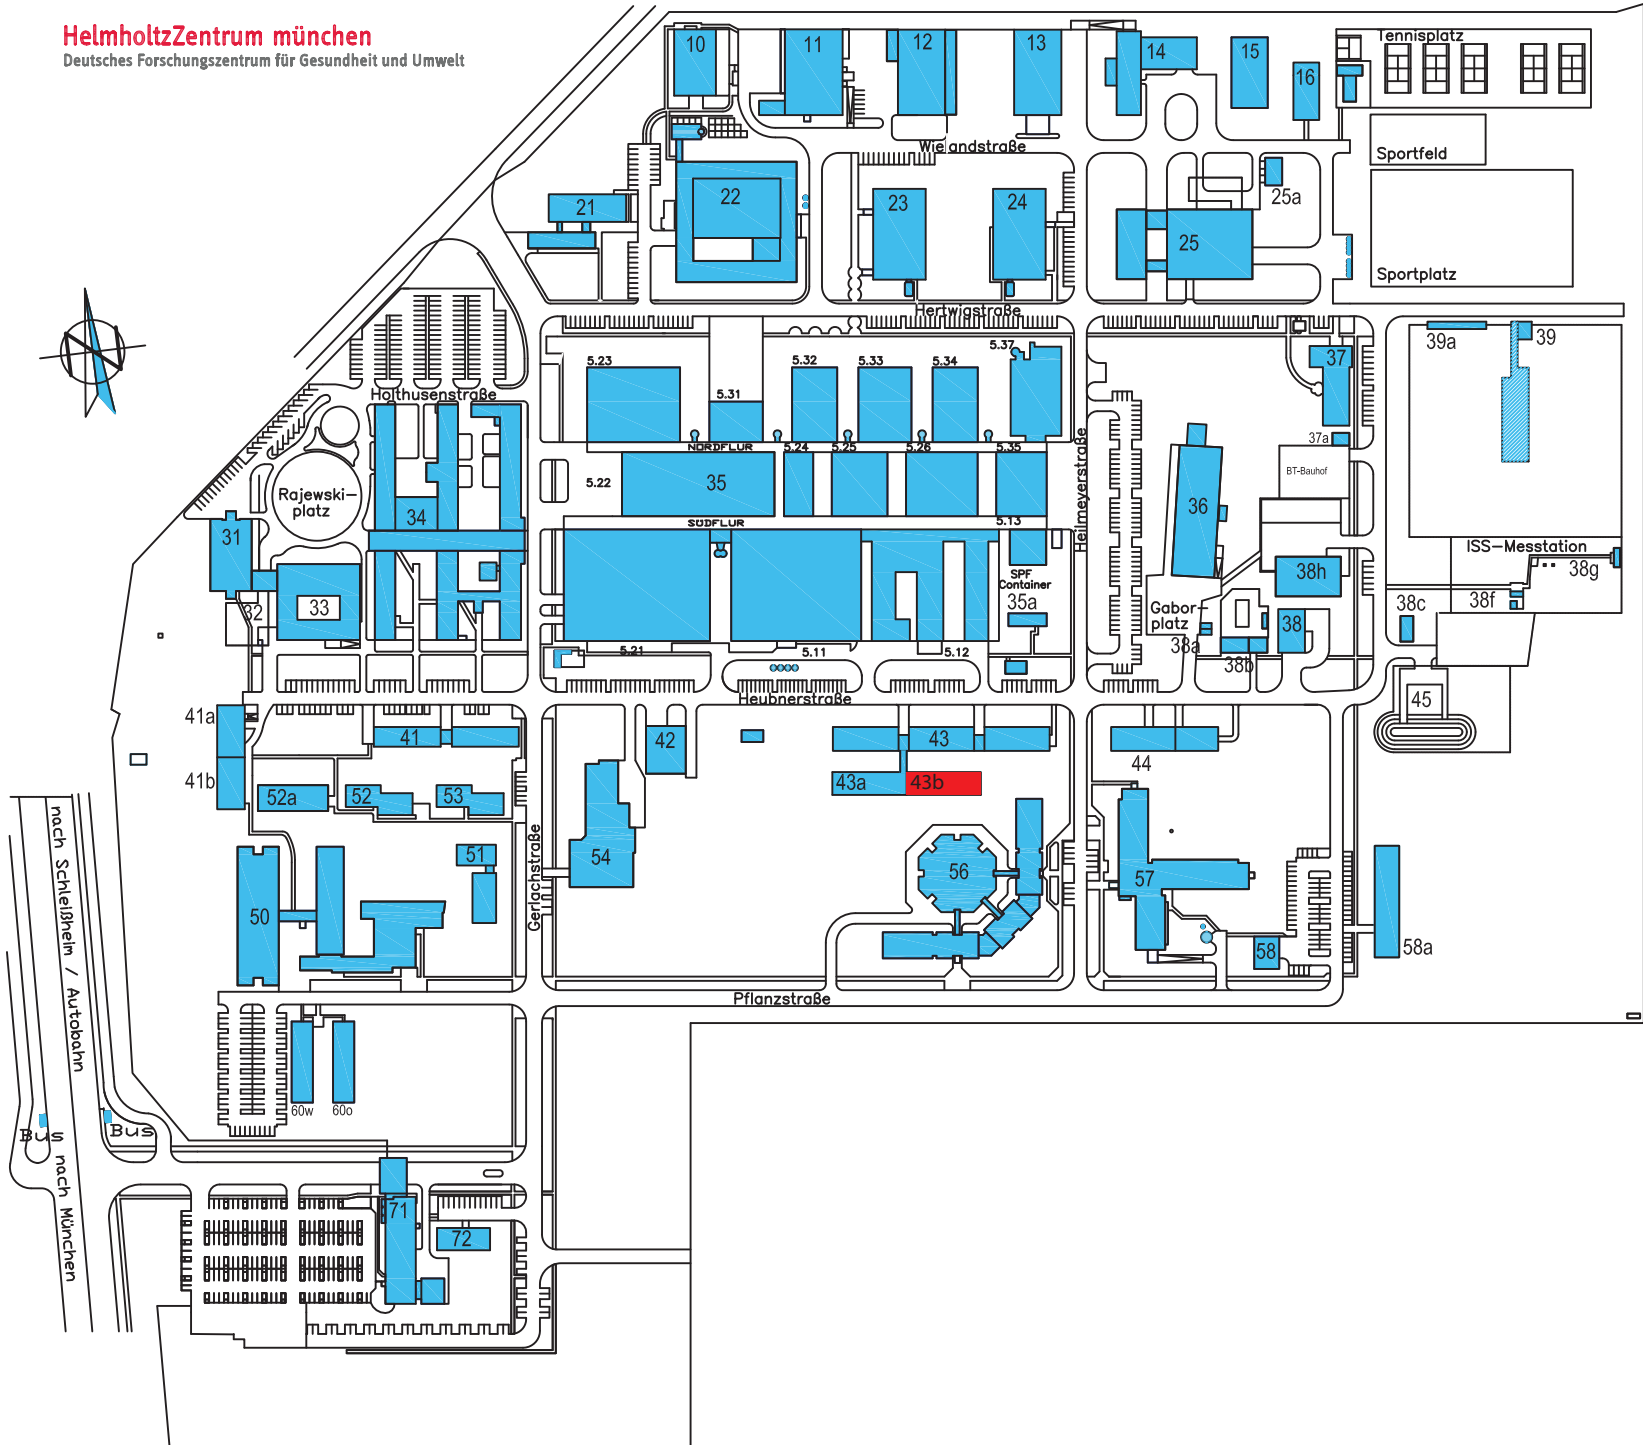 HelmholtzZentrum münchen
Deutsches Forschungszentrum für Gesundheit und Umwelt
10
11
12
13
14
15
16
Tennisplatz
Wielandstraße
Sportfeld
21
22
23
24
25
25a
Sportplatz
Hertwigstraße
39a
39
5.23
5.31
5.32
5.33
5.34
5.37
37
37a
Holthusenstraße
NORDFLUR
5.24
5.25
5.26
5.35
BT-Bauhof
Rajewski-
platz
34
5.22
35
Heilmeyerstraße
36
31
SÜDFLUR
5.13
ISS-Messtation
38g
SPF
Container
35a
38h
32
33
Gabor-
platz
38
38a
38b
38c
38f
5.21
5.11
5.12
Heubnerstraße
45
41a
41
42
43
44
41b
52a
52
53
43a
43b
51
54
Gerlachstraße
56
57
50
58
58a
Pflanzstraße
nach Schleißheim / Autobahn
60w
60o
Bus
Bus
nach München
71
72